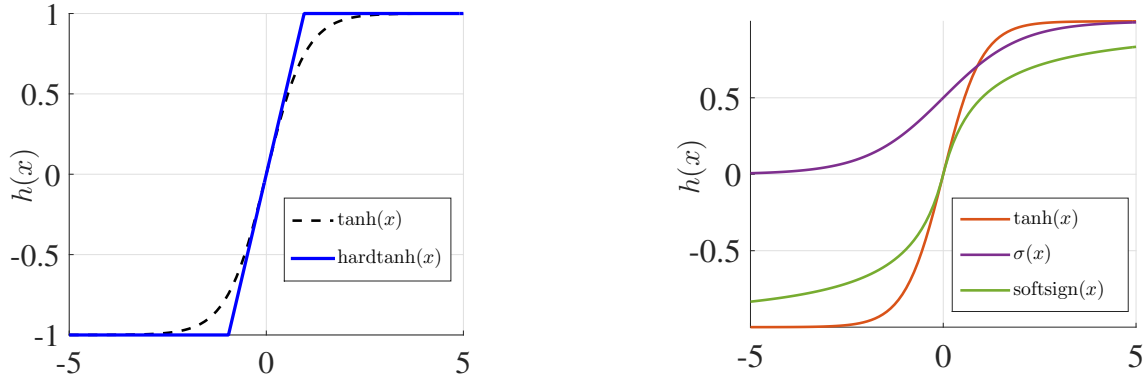 1
0.5
0
-0.5
-1
h(x)
tanh(x)
hardtanh(x)
-5 0 5
0.5
0
-0.5
h(x)
tanh(x)
σ(x)
softsign(x)
-5 0 5